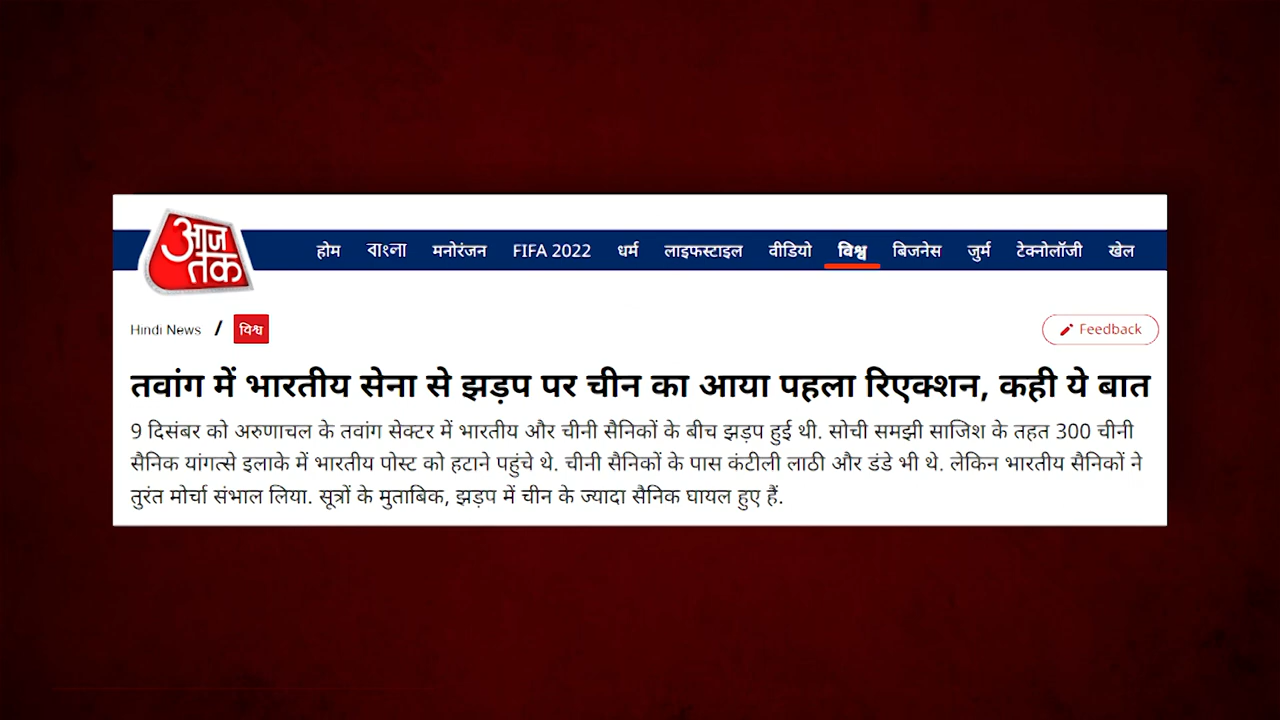 आज
तक
होम বাংলা मनोरंजन FIFA 2022 धर्म लाइफस्टाइल वीडियो विश्व बिजनेस जुर्म टेक्नोलॉजी खेल
Hindi News / विश्व
Feedback
तवांग में भारतीय सेना से झड़प पर चीन का आया पहला रिएक्शन, कही ये बात
9 दिसंबर को अरुणाचल के तवांग सेक्टर में भारतीय और चीनी सैनिकों के बीच झड़प हुई थी. सोची समझी साजिश के तहत 300 चीनी
सैनिक यांगत्से इलाके में भारतीय पोस्ट को हटाने पहुंचे थे. चीनी सैनिकों के पास कंटीली लाठी और डंडे भी थे. लेकिन भारतीय सैनिकों ने
तुरंत मोर्चा संभाल लिया. सूत्रों के मुताबिक, झड़प में चीन के ज्यादा सैनिक घायल हुए हैं.